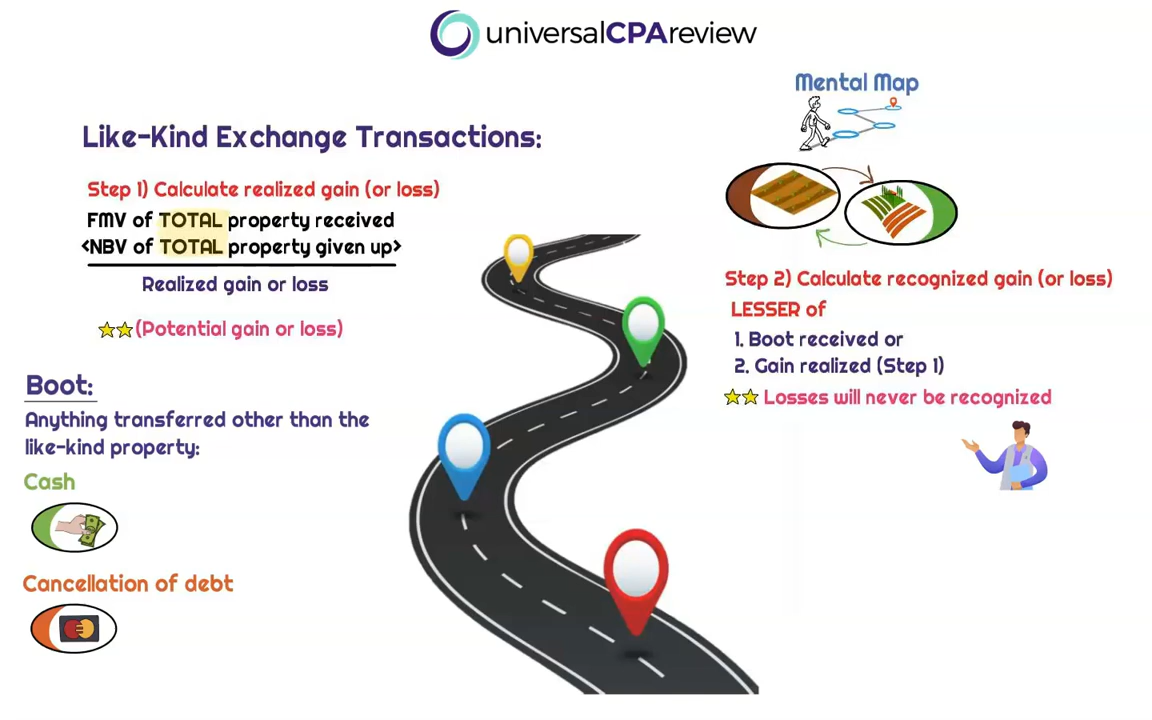 universalCPAreview
Like-Kind Exchange Transactions:
Step 1) Calculate realized gain (or loss)
FMV of TOTAL property received
<NBV of TOTAL property given up>
Realized gain or loss
(Potential gain or loss)
Boot:
Anything transferred other than the
like-kind property:
Cash
Cancellation of debt
Mental Map
Step 2) Calculate recognized gain (or loss)
LESSER of
1. Boot received or
2. Gain realized (Step 1)
Losses will never be recognized